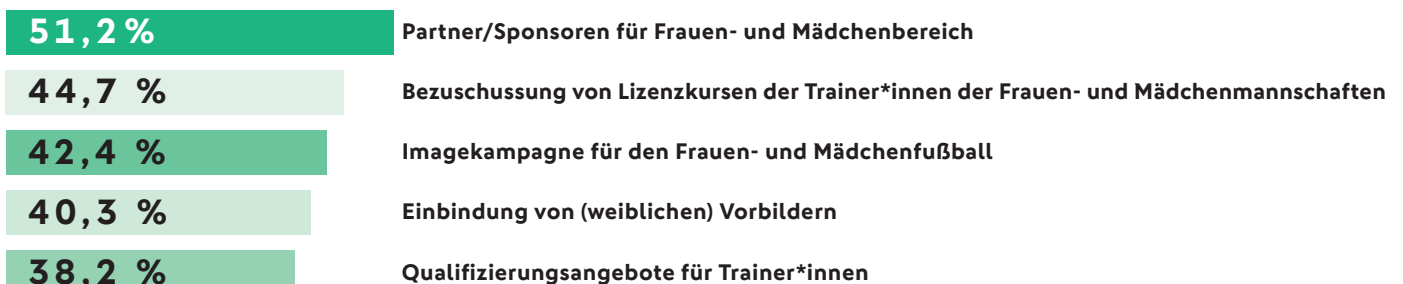 51,2% Partner/Sponsoren für Frauen- und Mädchenbereich
44,7 % Bezuschussung von Lizenzkursen der Trainer*innen der Frauen- und Mädchenmannschaften
42,4 % Imagekampagne für den Frauen- und Mädchenfußball
40,3 % Einbindung von (weiblichen) Vorbildern
38,2 % Qualifizierungsangebote für Trainer*innen